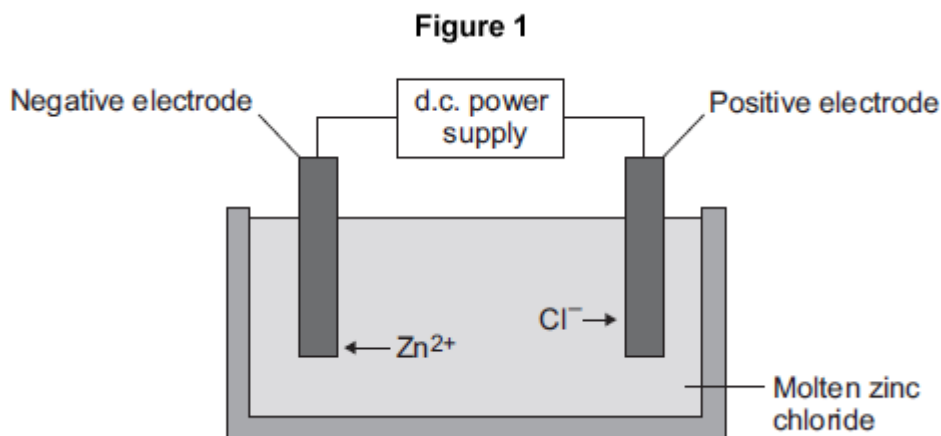 Figure 1
Negative electrode
d.c. power
supply
Positive electrode
Cl⁻
Zn²⁺
Molten zinc
chloride